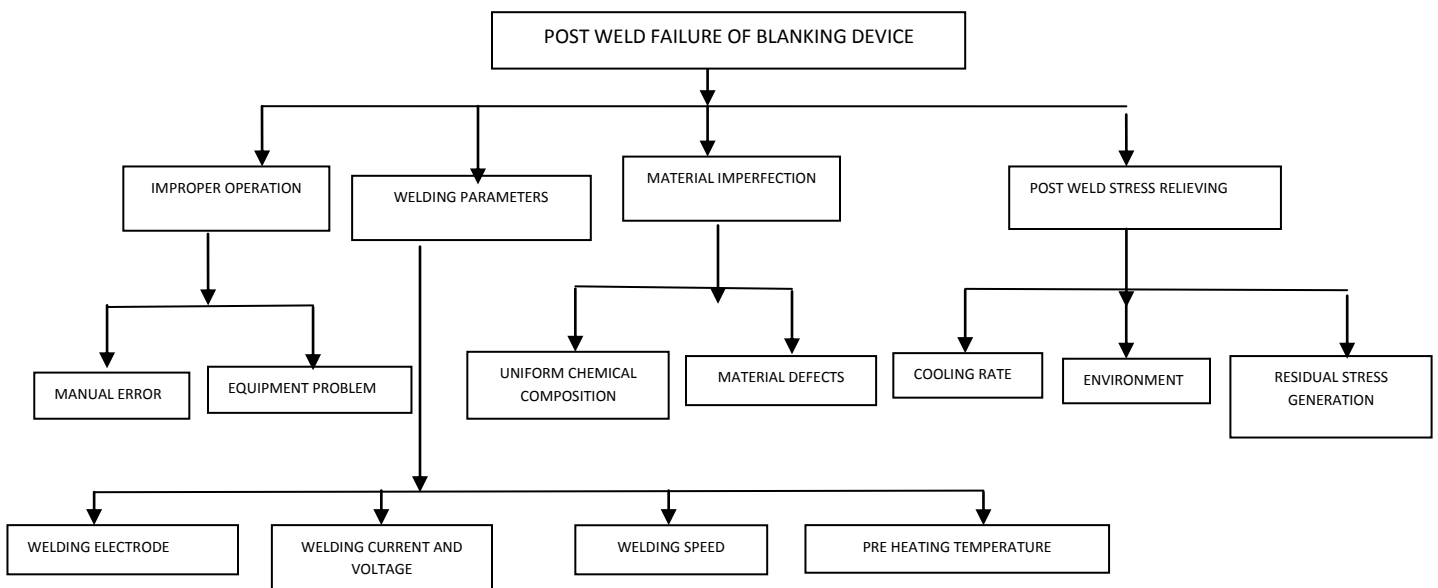 POST WELD FAILURE OF BLANKING DEVICE
IMPROPER OPERATION
WELDING PARAMETERS
MATERIAL IMPERFECTION
POST WELD STRESS RELIEVING
MANUAL ERROR
EQUIPMENT PROBLEM
UNIFORM CHEMICAL
COMPOSITION
MATERIAL DEFECTS
COOLING RATE
ENVIRONMENT
RESIDUAL STRESS
GENERATION
WELDING ELECTRODE
WELDING CURRENT AND
VOLTAGE
WELDING SPEED
PRE HEATING TEMPERATURE